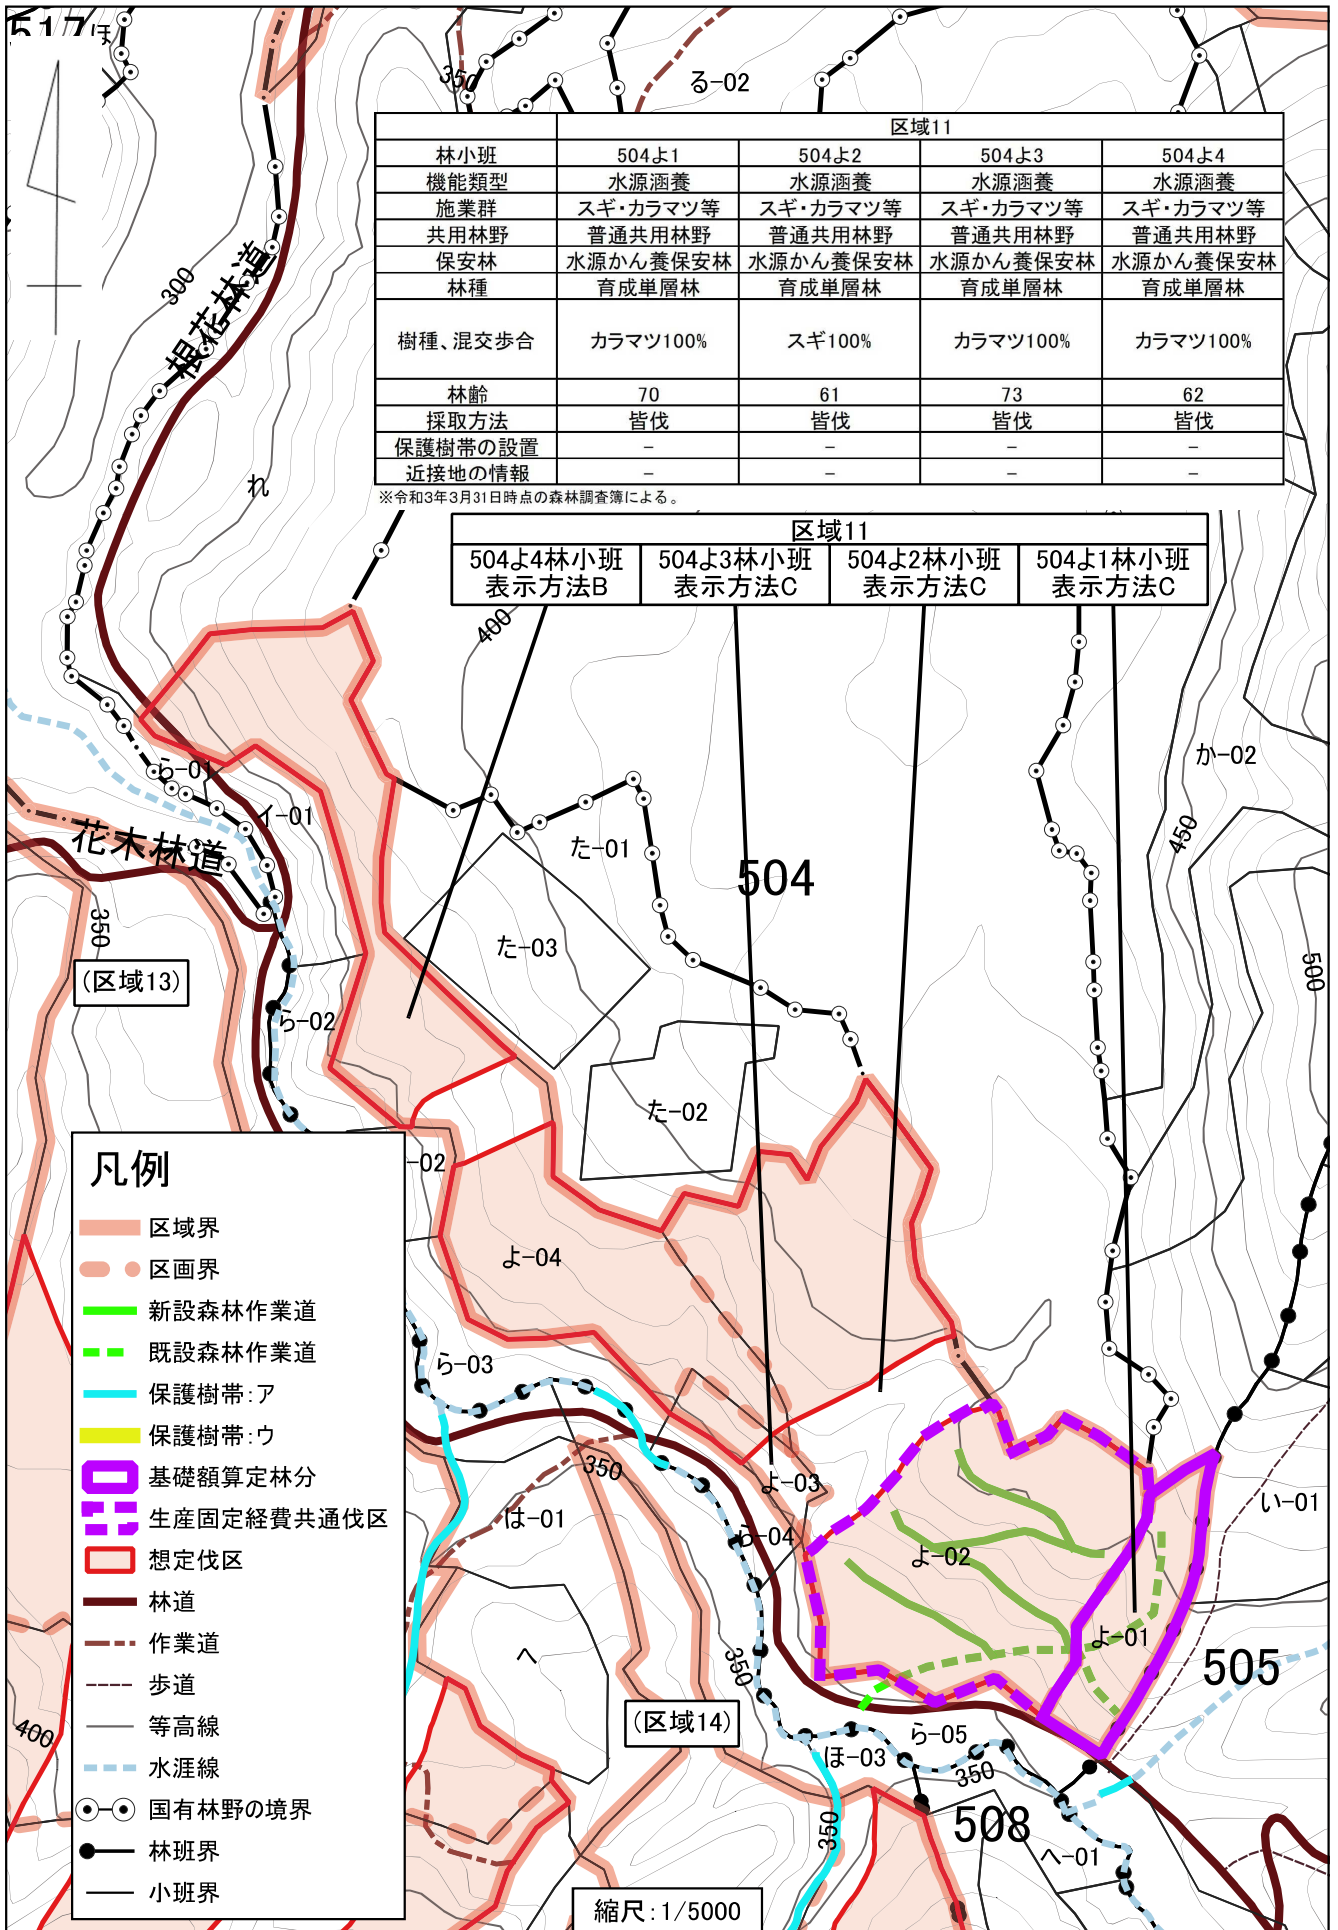 517 ほ
350
る-02
区域11
林小班 504よ1 504よ2 504よ3 504よ4
機能類型 水源涵養 水源涵養 水源涵養 水源涵養
施業群 スギ・カラマツ等 スギ・カラマツ等 スギ・カラマツ等 スギ・カラマツ等
共用林野 普通共用林野 普通共用林野 普通共用林野 普通共用林野
保安林 水源かん養保安林 水源かん養保安林 水源かん養保安林 水源かん養保安林
林種 育成単層林 育成単層林 育成単層林 育成単層林
樹種、混交歩合 カラマツ100% スギ100% カラマツ100% カラマツ100%
林齢 70 61 73 62
採取方法 皆伐 皆伐 皆伐 皆伐
保護樹帯の設置 - - - -
近接地の情報 - - - -
※令和3年3月31日時点の森林調査簿による。
300
根花林道
れ
区域11
504よ4林小班 504よ3林小班 504よ2林小班 504よ1林小班
表示方法B 表示方法C 表示方法C 表示方法C
400
か-02
ら-01
イ-01
450
花木林道
た-01
504
350
た-03
500
(区域13)
ら-02
た-02
-02
よ-04
ら-03
350
よ-03
は-01
ら-04
い-01
よ-02
よ-01
へ
350
505
(区域14)
ら-05
ほ-03
350
350
508
へ-01
凡例
区域界
区画界
新設森林作業道
既設森林作業道
保護樹帯:ア
保護樹帯:ウ
基礎額算定林分
生産固定経費共通伐区
想定伐区
林道
作業道
歩道
等高線
水涯線
国有林野の境界
林班界
小班界
400
縮尺:1/5000